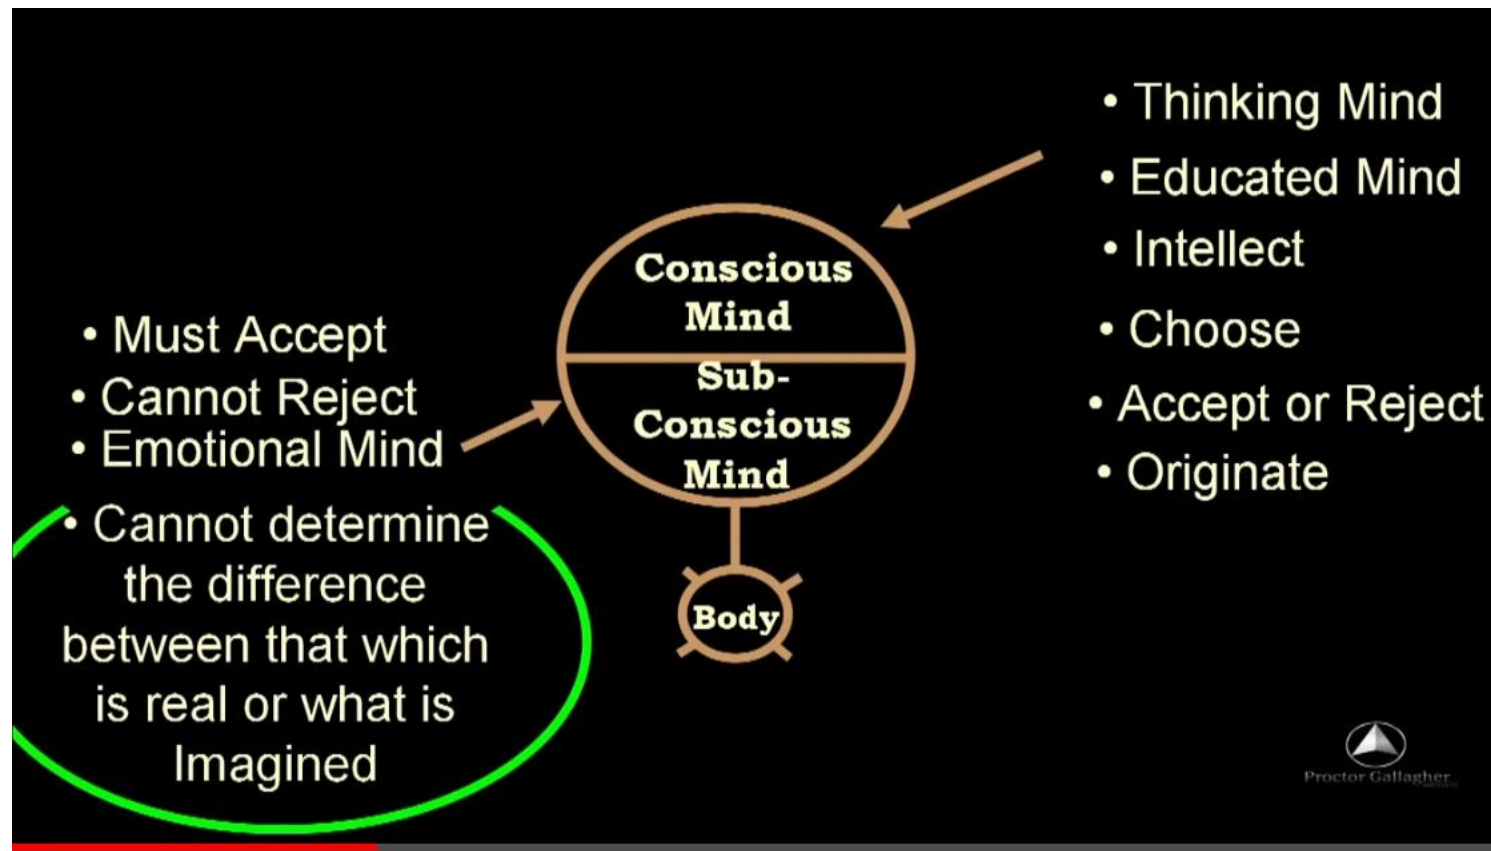 • Thinking Mind
• Educated Mind
• Intellect
• Choose
• Accept or Reject
• Originate
Conscious
Mind
Sub-
Conscious
Mind
Body
• Must Accept
• Cannot Reject
• Emotional Mind
• Cannot determine
the difference
between that which
is real or what is
Imagined
Proctor Gallagher